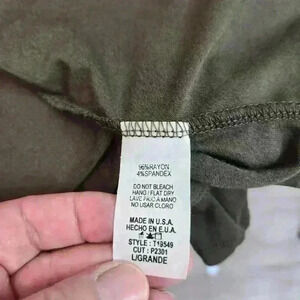 96%RAYON
4%SPANDEX
DO NOT BLEACH
HAND / FLAT DRY
LAVE PAJO A MANO
NO USAR CLORO
MADE IN U.S.A.
HECHO EN E.U.A.
STYLE : T19549
CUT : P2301
L/GRANDE